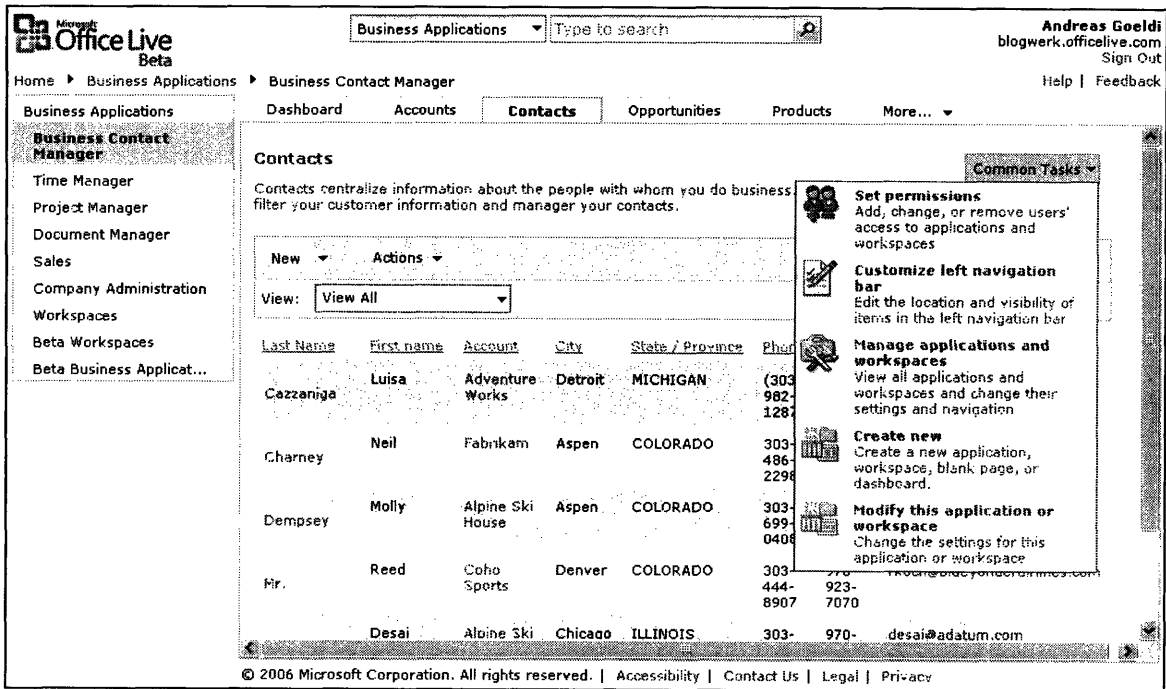 Microsoft
Office Live
Beta
Business Applications
Type to search
Andreas Goeldi
blogwerk.officelive.com
Sign Out
Home Business Applications Business Contact Manager
Help | Feedback
Business Applications
Business Contact Manager
Time Manager
Project Manager
Document Manager
Sales
Company Administration
Workspaces
Beta Workspaces
Beta Business Applicat...
Dashboard Accounts Contacts Opportunities Products More...
Contacts
Common Tasks
Contacts centralize information about the people with whom you do business.
filter your customer information and manager your contacts.
New Actions
View: View All
Set permissions
Add, change, or remove users'
access to applications and
workspaces
Customize left navigation
bar
Edit the location and visibility of
items in the left navigation bar
Manage applications and
workspaces
View all applications and
workspaces and change their
settings and navigation
Create new
Create a new application,
workspace, blank page, or
dashboard.
Modify this application or
workspace
Change the settings for this
application or workspace
Last Name First name Account City State / Province
Cazzaniga Luisa Adventure Works Detroit MICHIGAN (303 982- 1287
Charney Neil Fabrikam Aspen COLORADO 303- 486- 2298
Dempsey Molly Alpine Ski House Aspen COLORADO 303- 699- 0408
Mr. Reed Coho Sports Denver COLORADO 303- 444- 8907 923- 7070
Desai Alpine Ski Chicago ILLINOIS 303- 970- desai@adatum.com
© 2006 Microsoft Corporation. All rights reserved. | Accessibility | Contact Us | Legal | Privacy